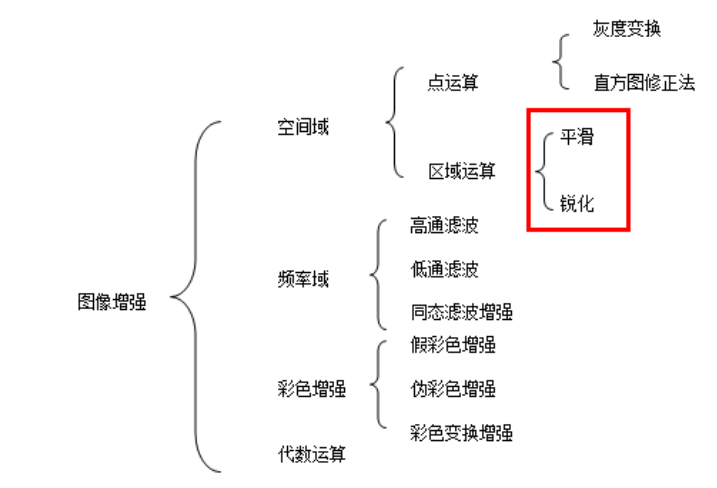 灰度变换
点运算
直方图修正法
空间域
平滑
区域运算
锐化
高通滤波
低通滤波
频率域
图像增强
同态滤波增强
假彩色增强
彩色增强
伪彩色增强
彩色变换增强
代数运算